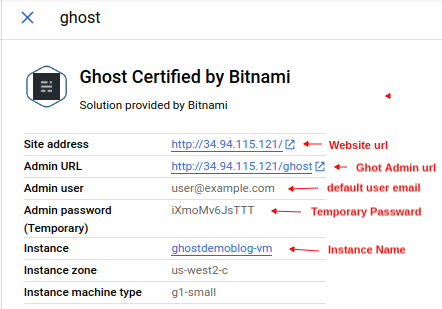 ghost
Ghost Certified by Bitnami
Solution provided by Bitnami
Site address http://34.94.115.121/ Website url
Admin URL http://34.94.115.121/ghost Ghot Admin url
Admin user user@example.com default user email
Admin password iXmoMv6JsTTT Temporary Passward
(Temporary)
Instance ghostdemoblog-vm Instance Name
Instance zone us-west2-c
Instance machine type g1-small